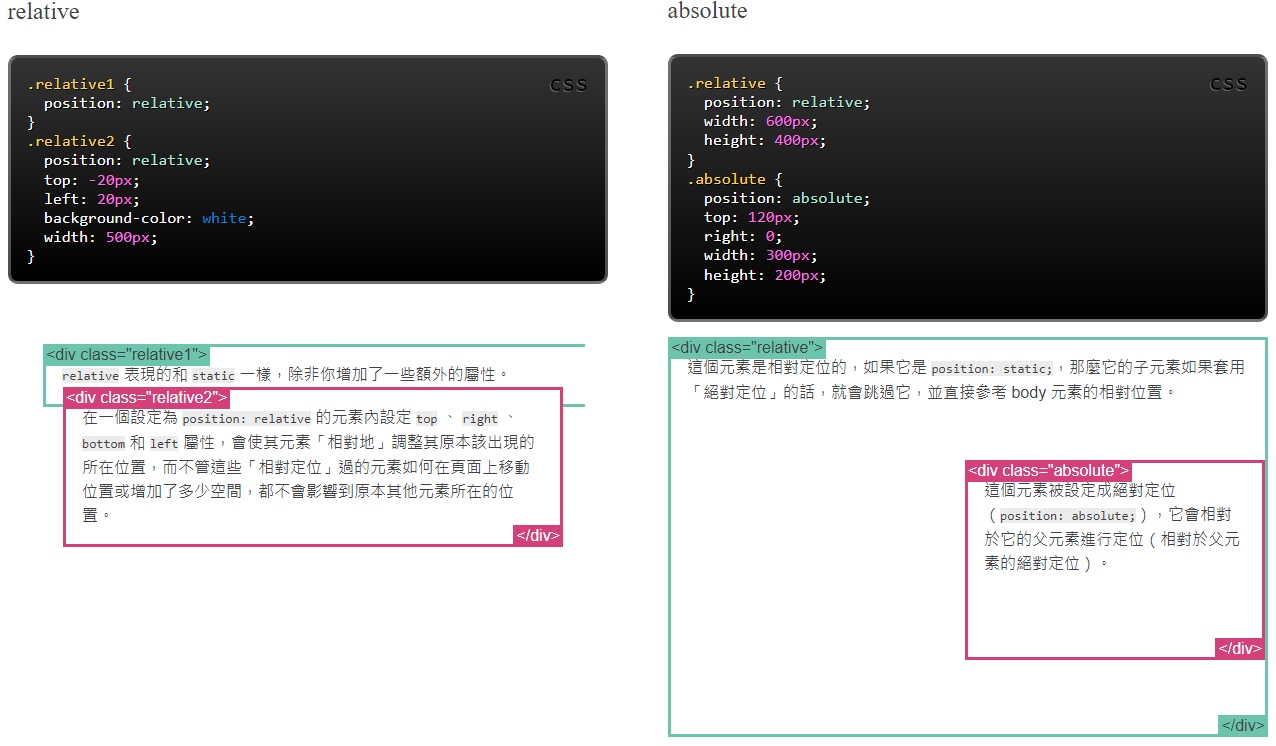 relative
.relative1 {
  position: relative;
}
.relative2 {
  position: relative;
  top: -20px;
  left: 20px;
  background-color: white;
  width: 500px;
}
CSS
<div class="relative1">
relative 表現的和 static 一樣，除非你增加了一些額外的屬性。
<div class="relative2">
在一個設定為 position: relative 的元素內設定 top 、 right 、
bottom 和 left 屬性，會使其元素「相對地」調整其原本該出現的
所在位置，而不管這些「相對定位」過的元素如何在頁面上移動
位置或增加了多少空間，都不會影響到原本其他元素所在的位
置。
</div>
absolute
.relative {
  position: relative;
  width: 600px;
  height: 400px;
}
.absolute {
  position: absolute;
  top: 120px;
  right: 0;
  width: 300px;
  height: 200px;
}
CSS
<div class="relative">
這個元素是相對定位的，如果它是 position: static; ，那麼它的子元素如果套用
「絕對定位」的話，就會跳過它，並直接參考 body 元素的相對位置。
<div class="absolute">
這個元素被設定成絕對定位
（ position: absolute; ），它會相對
於它的父元素進行定位（相對於父元
素的絕對定位）。
</div>
</div>